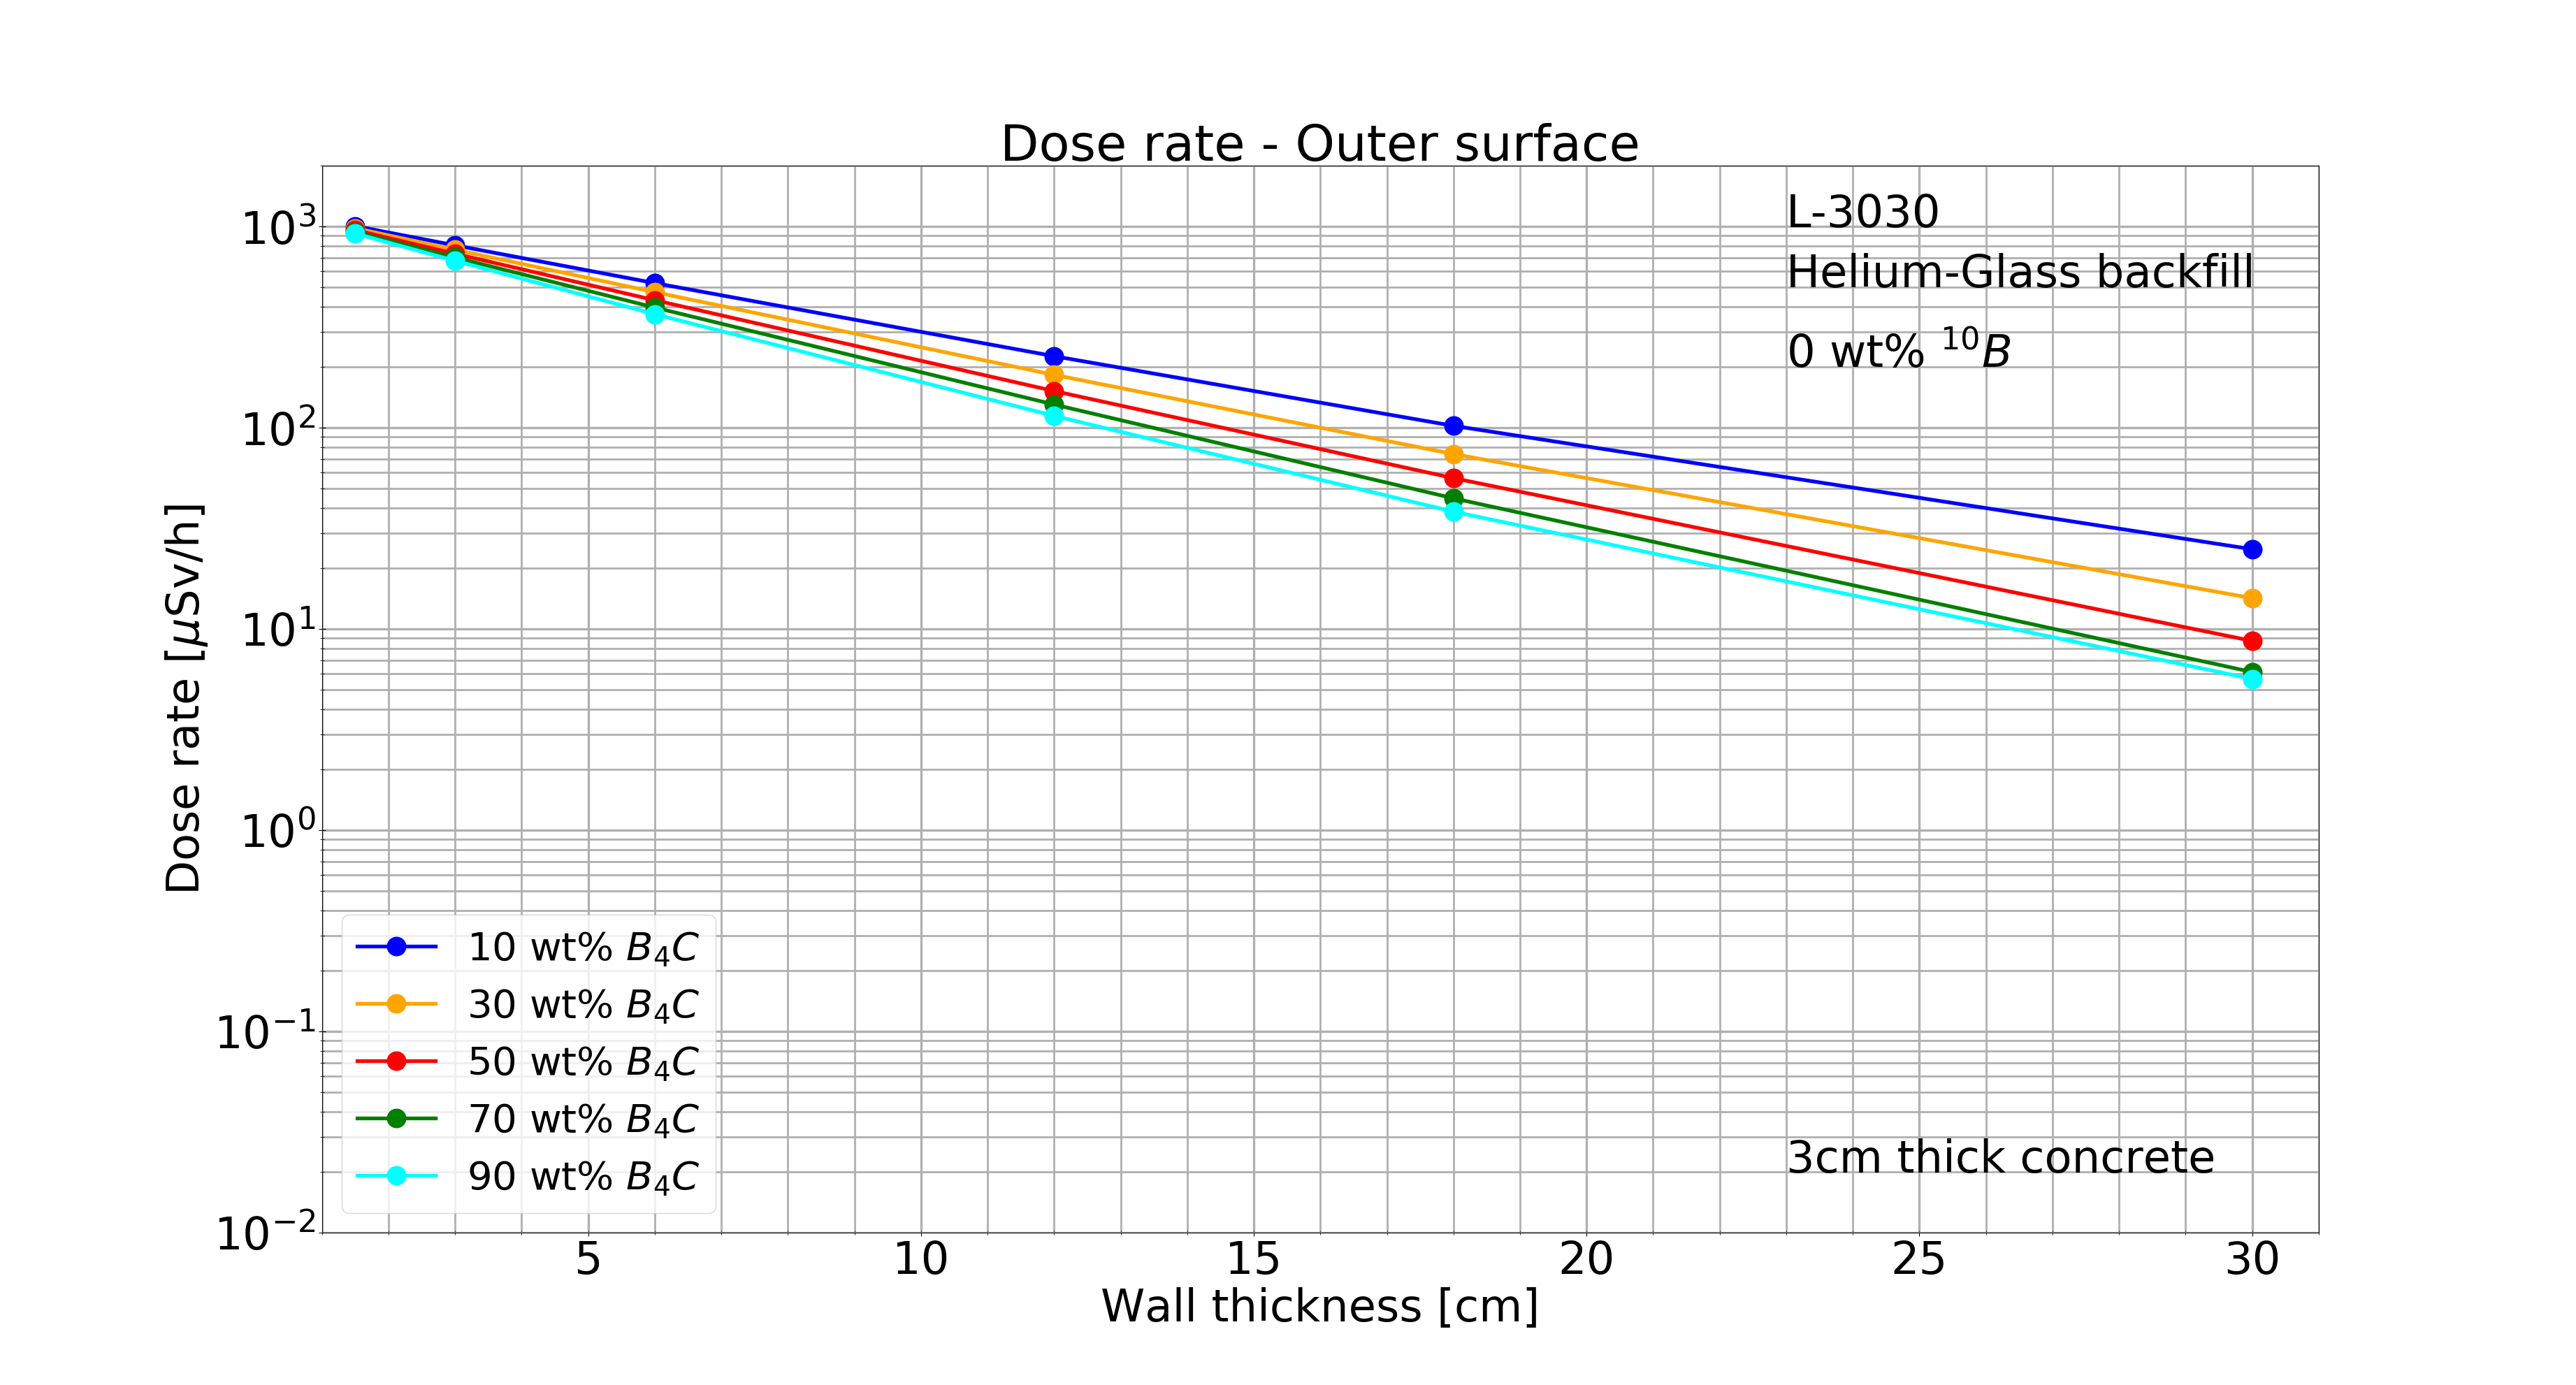 Dose rate - Outer surface
L-3030
Helium-Glass backfill
0 wt% ¹⁰B
3cm thick concrete
Dose rate [μSv/h]
10³
10²
10¹
10⁰
10⁻¹
10⁻²
10 wt% B₄C
30 wt% B₄C
50 wt% B₄C
70 wt% B₄C
90 wt% B₄C
5 10 15 20 25 30
Wall thickness [cm]